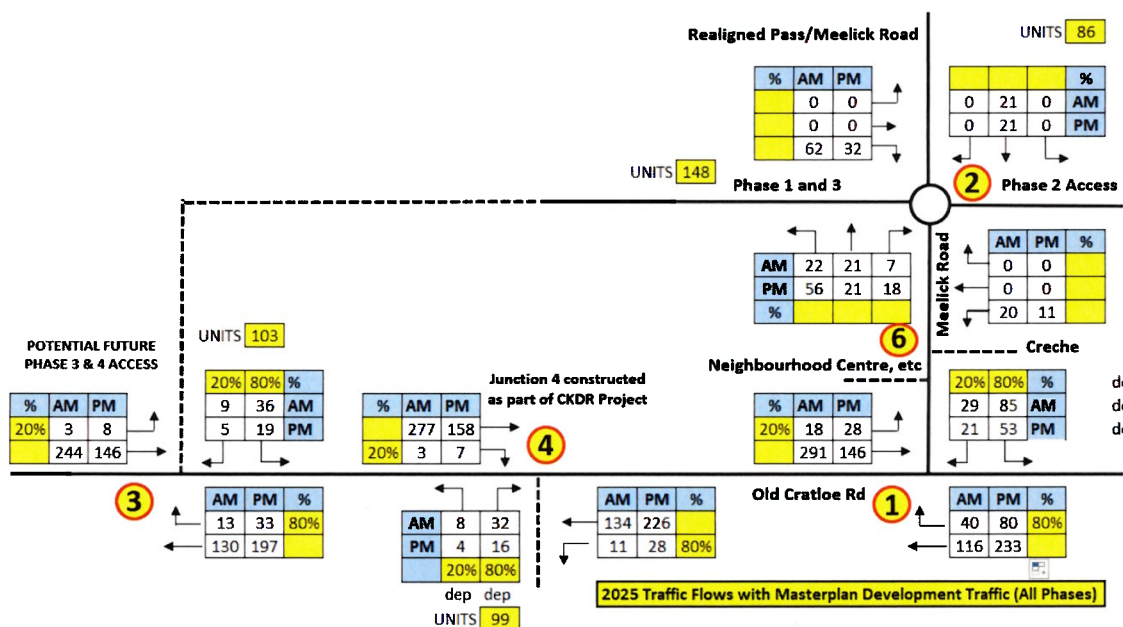 Realigned Pass/Meelick Road
UNITS 86
% AM PM
0 0
0 0
62 32
%
0 21 0 AM
0 21 0 PM
UNITS 148
Phase 1 and 3
2
Phase 2 Access
AM 22 21 7
PM 56 21 18
%
Meelick Road
AM PM %
0 0
0 0
20 11
6
Creche
Neighbourhood Centre, etc
UNITS 103
POTENTIAL FUTURE
PHASE 3 & 4 ACCESS
% AM PM
20% 3 8
244 146
20% 80% %
9 36 AM
5 19 PM
Junction 4 constructed
as part of CKDR Project
% AM PM
277 158
20% 3 7
4
% AM PM
20% 18 28
291 146
20% 80% %
29 85 AM
21 53 PM
de
de
de
3
AM PM %
13 33 80%
130 197
AM 8 32
PM 4 16
20% 80%
dep dep
UNITS 99
AM PM %
134 226
11 28 80%
Old Cratloe Rd
1
AM PM %
40 80 80%
116 233
2025 Traffic Flows with Masterplan Development Traffic (All Phases)